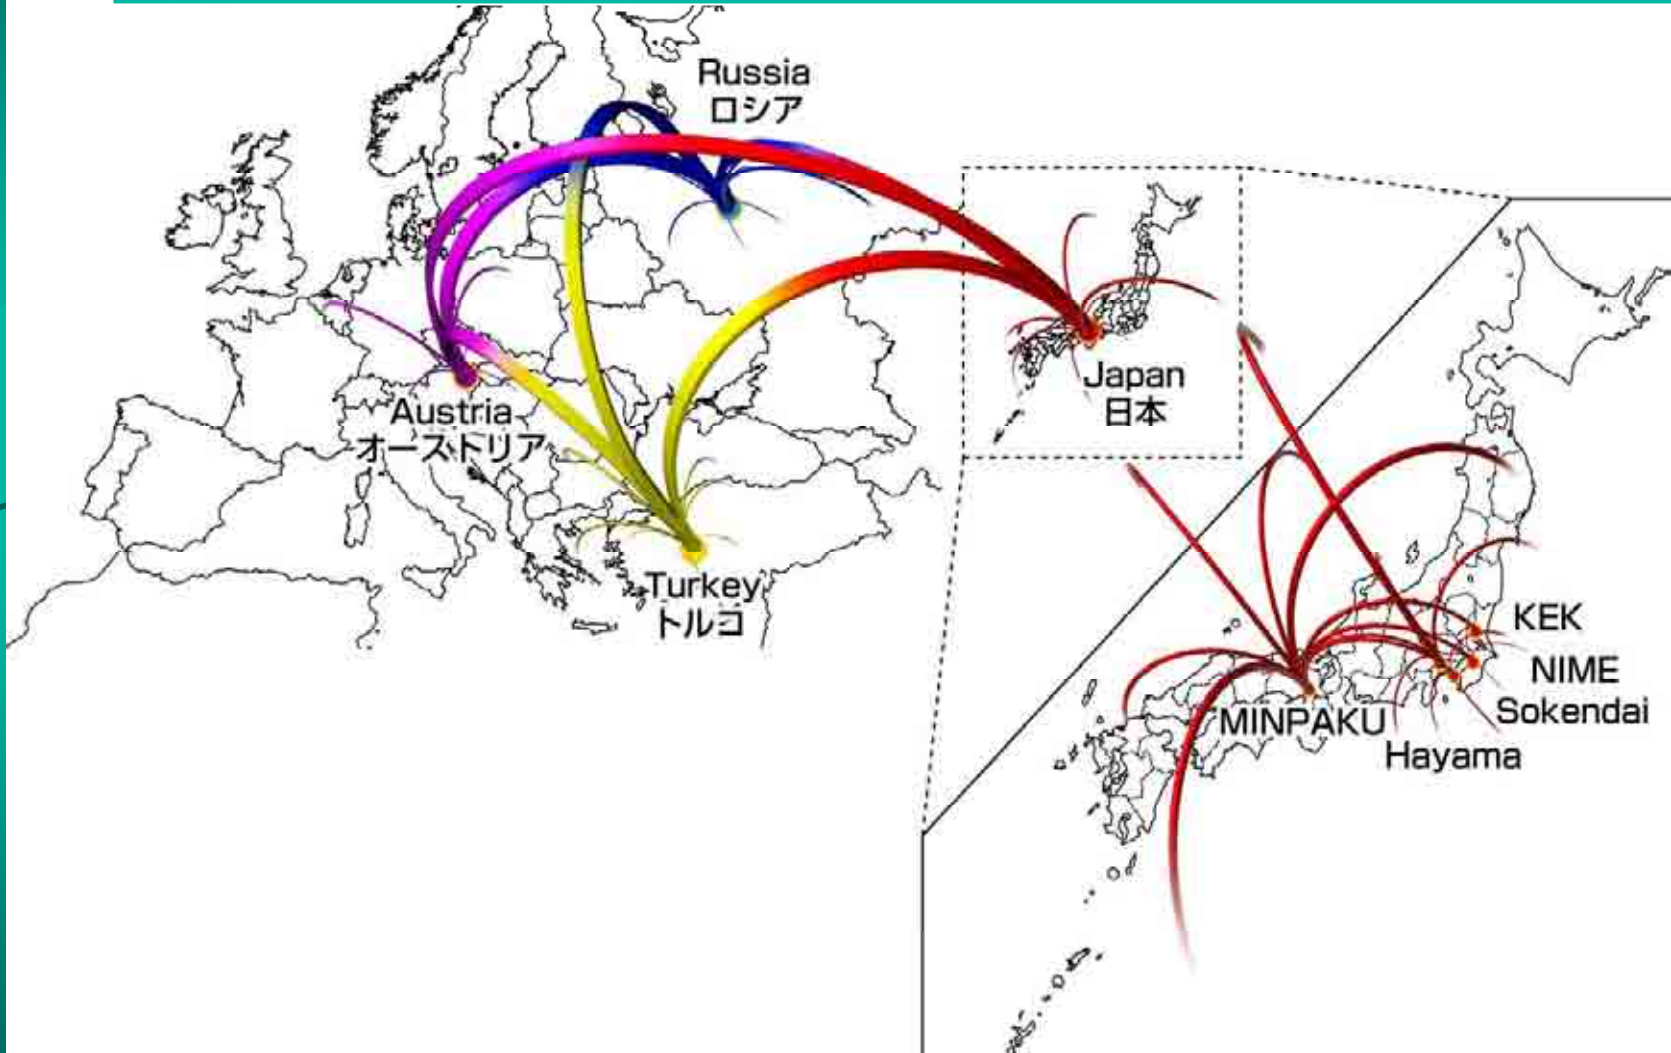 Russia
ロシア
Japan
日本
Austria
オーストリア
Turkey
トルコ
KEK
NIME
Sokendai
MINPAKU
Hayama